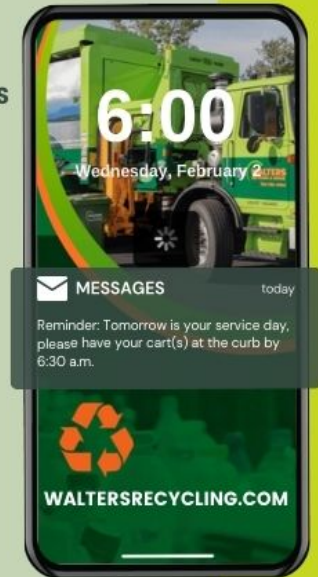 S
6:00
Wednesday, February 2
WALTERS
MESSAGES today
Reminder: Tomorrow is your service day,
please have your cart(s) at the curb by
6:30 a.m.
WALTERSRECYCLING.COM